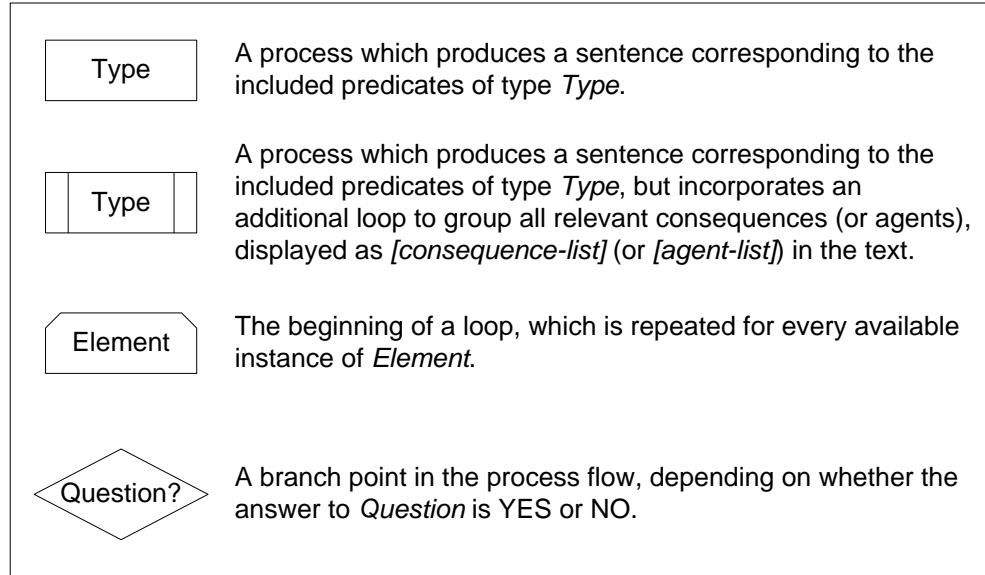 Type
A process which produces a sentence corresponding to the
included predicates of type Type.
Type
A process which produces a sentence corresponding to the
included predicates of type Type, but incorporates an
additional loop to group all relevant consequences (or agents),
displayed as [consequence-list] (or [agent-list]) in the text.
Element
The beginning of a loop, which is repeated for every available
instance of Element.
Question?
A branch point in the process flow, depending on whether the
answer to Question is YES or NO.